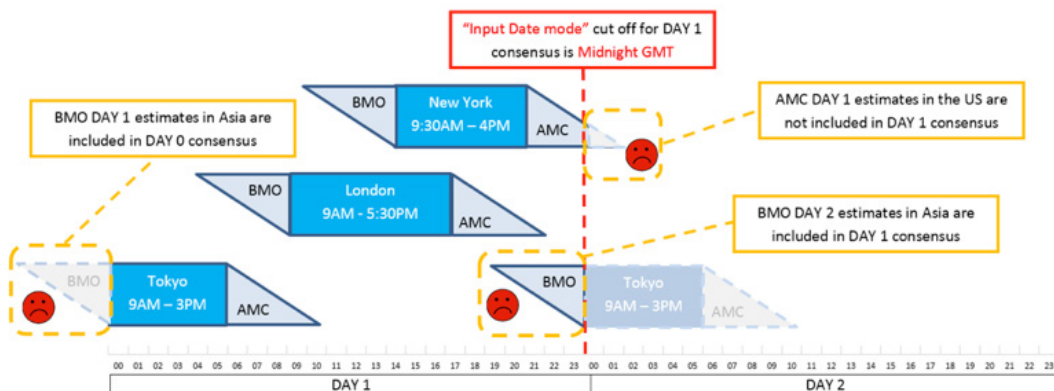 "Input Date mode" cut off for DAY 1
consensus is Midnight GMT
BMO
New York
9:30AM – 4PM
AMC
AMC DAY 1 estimates in the US are
not included in DAY 1 consensus
BMO DAY 1 estimates in Asia are
included in DAY 0 consensus
BMO
London
9AM - 5:30PM
AMC
BMO DAY 2 estimates in Asia are
included in DAY 1 consensus
BMO
Tokyo
9AM – 3PM
AMC
BMO
Tokyo
9AM – 3PM
AMC
00 01 02 03 04 05 06 07 08 09 10 11 12 13 14 15 16 17 18 19 20 21 22 23 00 01 02 03 04 05 06 07 08 09 10 11 12 13 14 15 16 17 18 19 20 21 22 23
DAY 1 DAY 2